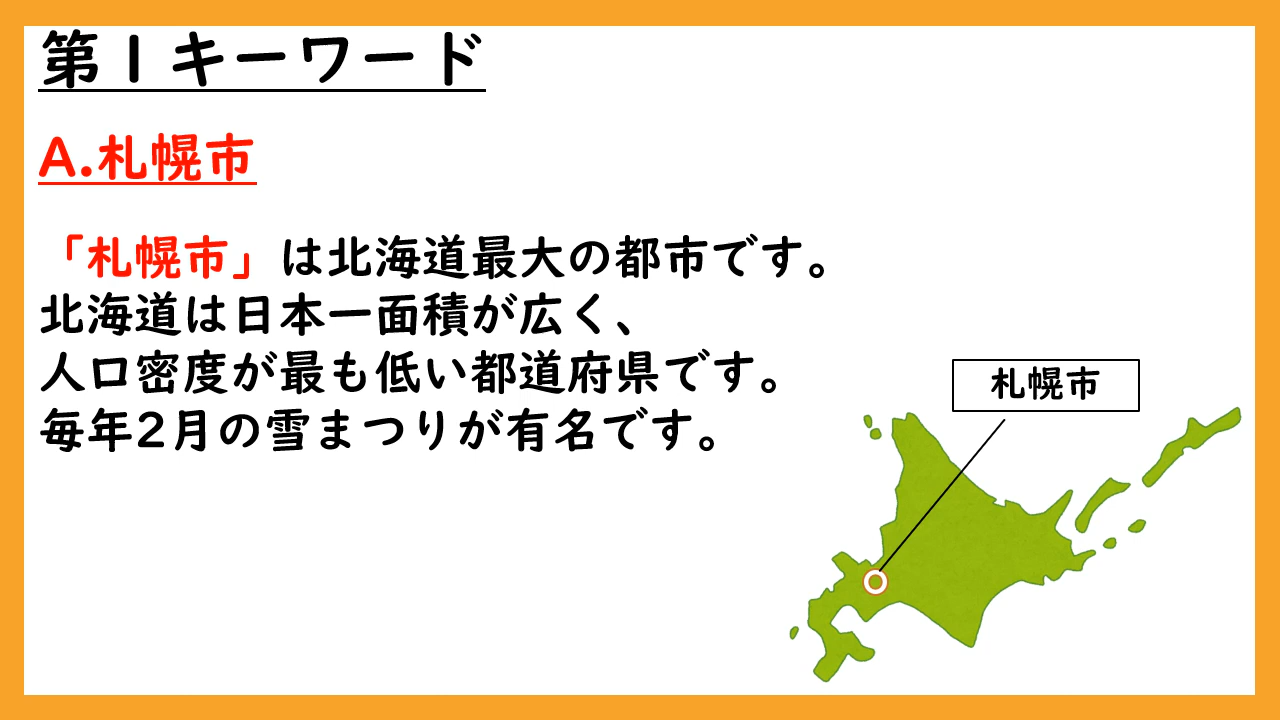 第1キーワード
A.札幌市
「札幌市」は北海道最大の都市です。
北海道は日本一面積が広く、
人口密度が最も低い都道府県です。
毎年2月の雪まつりが有名です。
札幌市